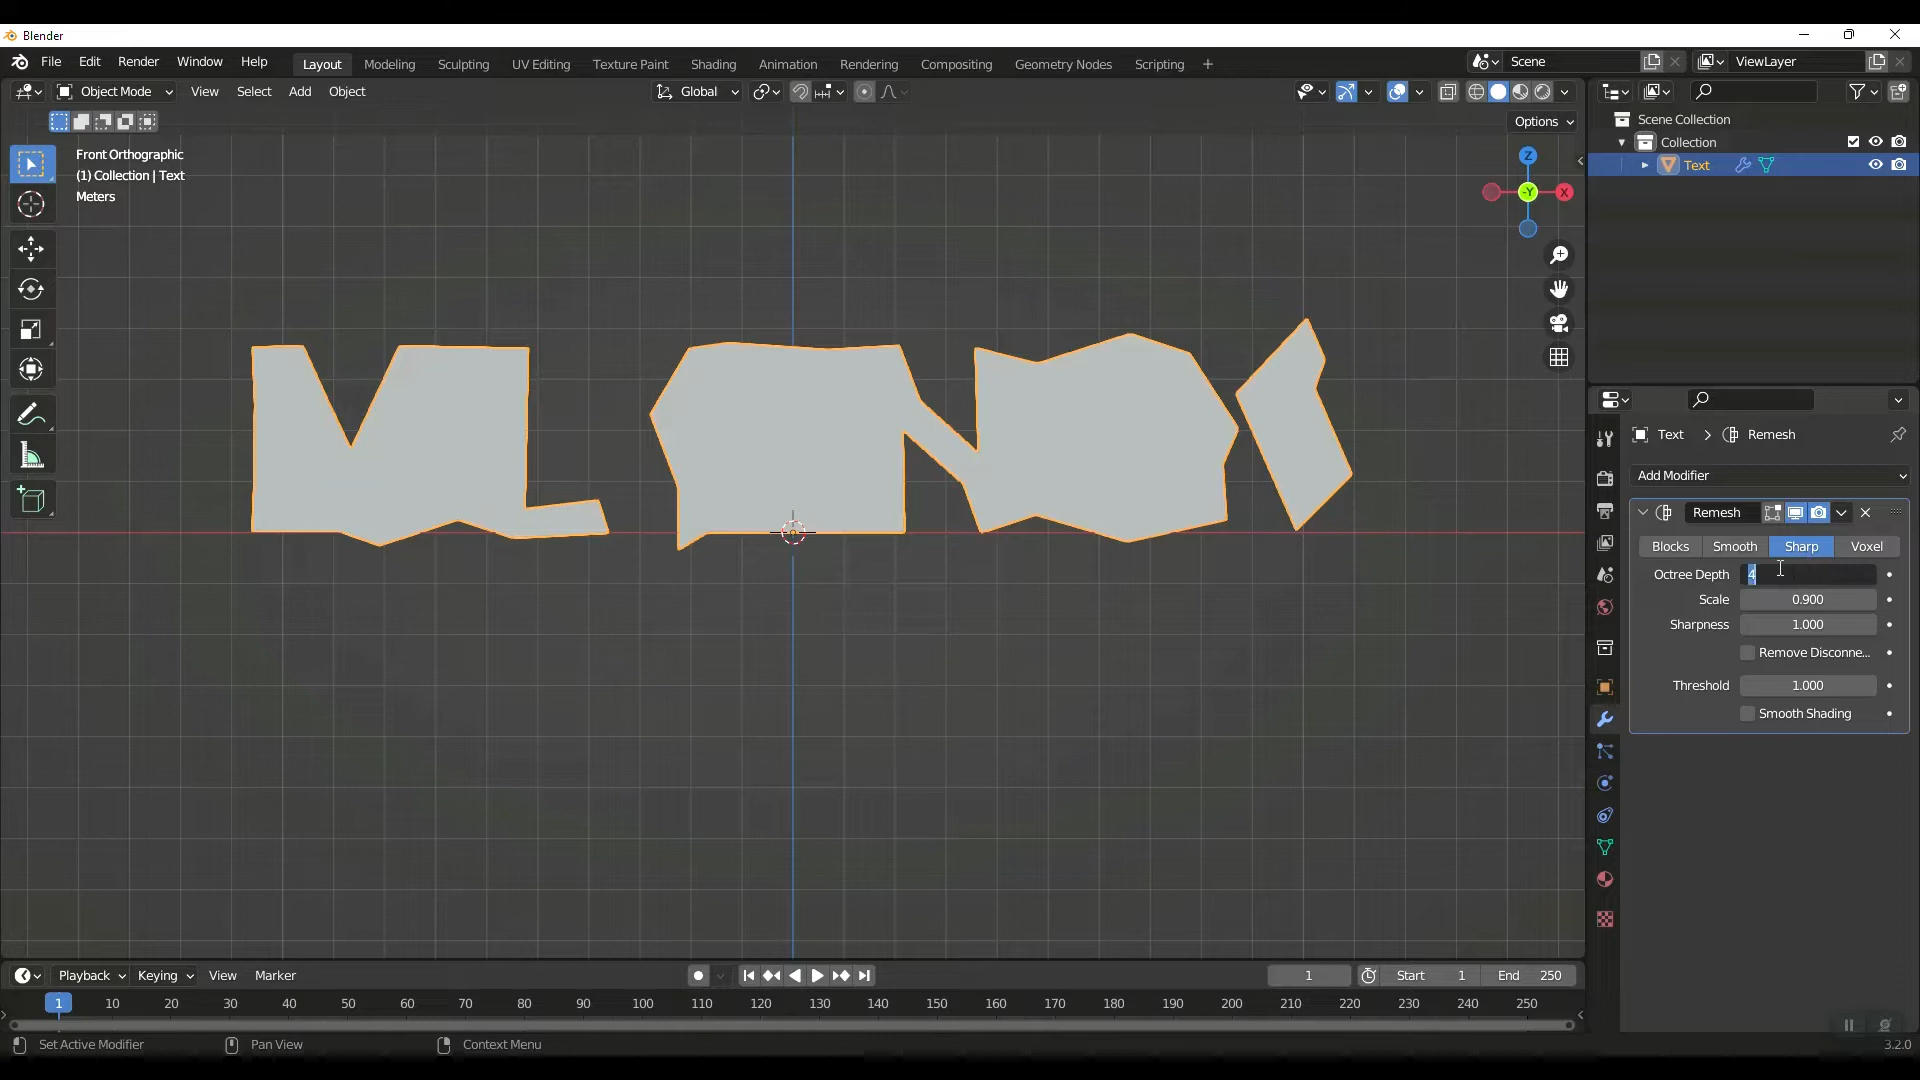 Blender
File Edit Render Window Help Layout Modeling Sculpting UV Editing Texture Paint Shading Animation Rendering Compositing Geometry Nodes Scripting + Scene ViewLayer
Object Mode View Select Add Object Global
Options
Front Orthographic
(1) Collection | Text
Meters
Z
-Y
X
Scene Collection
Collection
Text
Text > Remesh
Add Modifier
Remesh
Blocks Smooth Sharp Voxel
Octree Depth 4
Scale 0.900
Sharpness 1.000
Remove Disconne...
Threshold 1.000
Smooth Shading
Playback Keying View Marker 1 Start 1 End 250
1 10 20 30 40 50 60 70 80 90 100 110 120 130 140 150 160 170 180 190 200 210 220 230 240 250
Set Active Modifier Pan View Context Menu 3.2.0